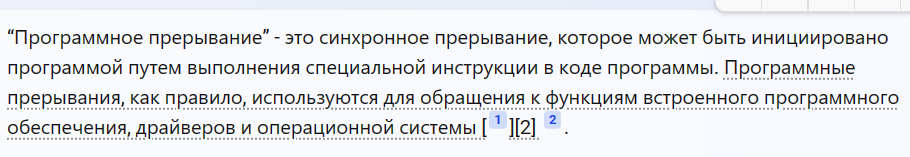 “Программное прерывание” - это синхронное прерывание, которое может быть инициировано
программой путем выполнения специальной инструкции в коде программы. Программные
прерывания, как правило, используются для обращения к функциям встроенного программного
обеспечения, драйверов и операционной системы [ 1 ][2] 2 .